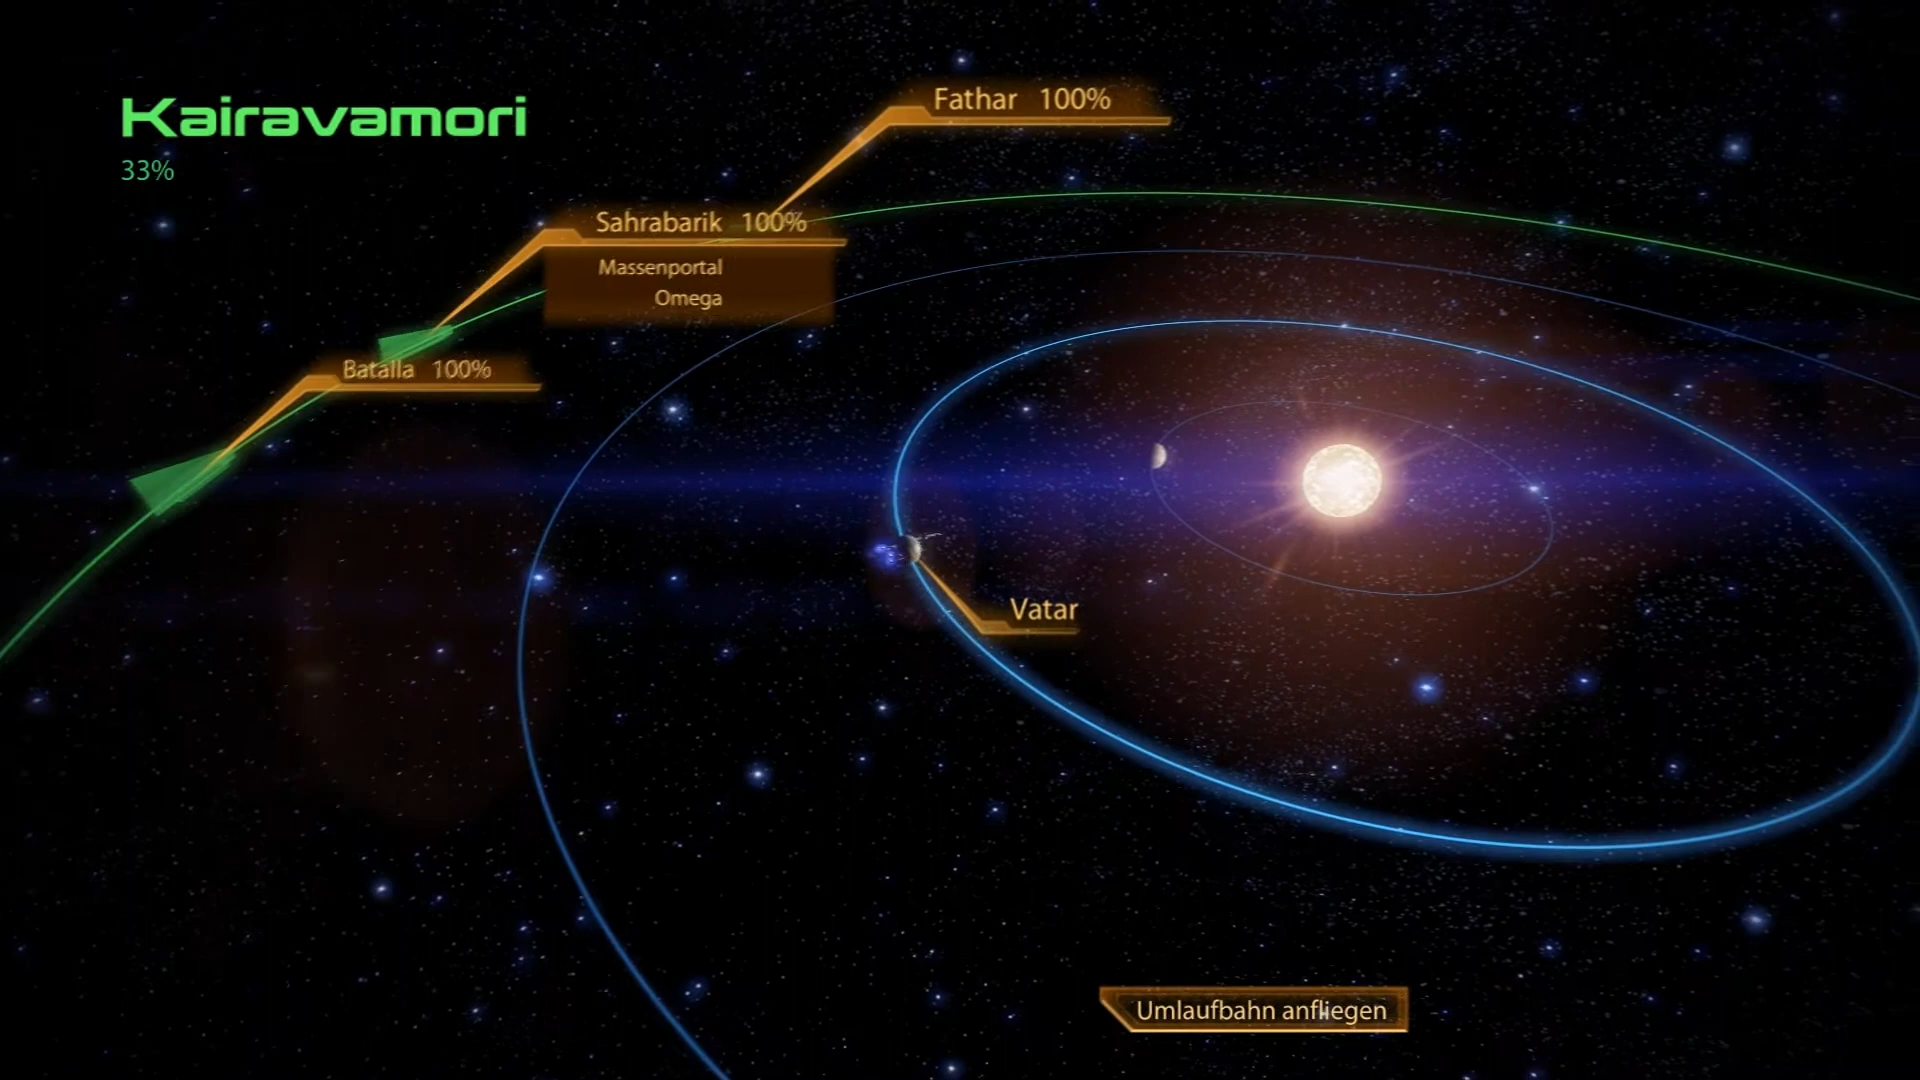 Kairavamori
33%
Fathar 100%
Sahrabarik 100%
Massenportal
Omega
Batalla 100%
Vatar
Umlaufbahn anfliegen